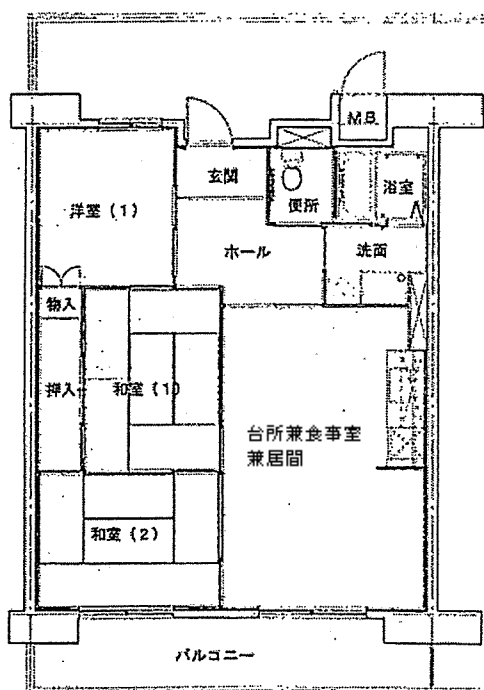 M.B.
玄関
浴室
洋室（1）
便所
ホール
洗面
物入
押入
和室（1）
台所兼食事室
兼居間
和室（2）
バルコニー